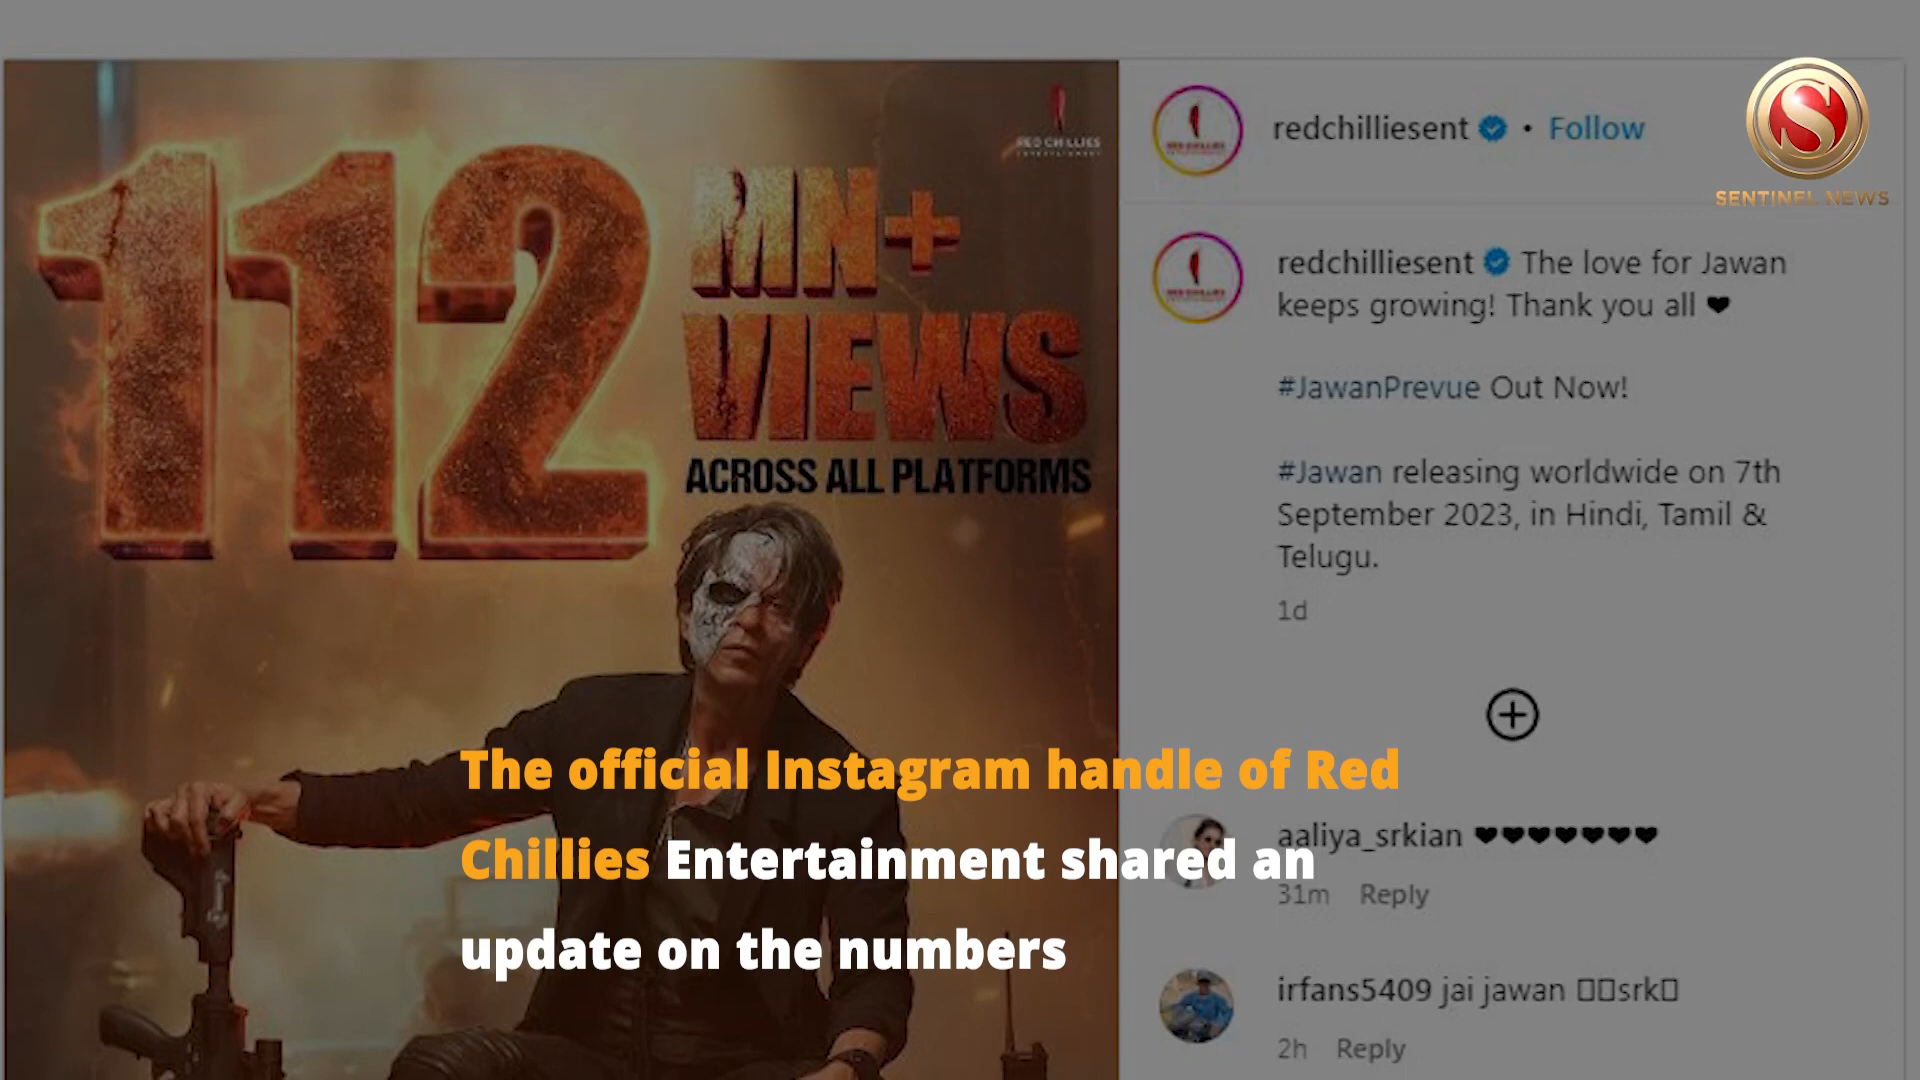 112
MN+
VIEWS
ACROSS ALL PLATFORMS
RED CHILLIES
ENTERTAINMENT
redchilliesent • Follow
SENTINEL NEWS
redchilliesent The love for Jawan
keeps growing! Thank you all ❤
#JawanPrevue Out Now!
#Jawan releasing worldwide on 7th
September 2023, in Hindi, Tamil &
Telugu.
1d
The official Instagram handle of Red
Chillies Entertainment shared an
update on the numbers
aaliya_srkian ❤❤❤❤❤❤❤
31m Reply
irfans5409 jai jawan □□srk□
2h Reply